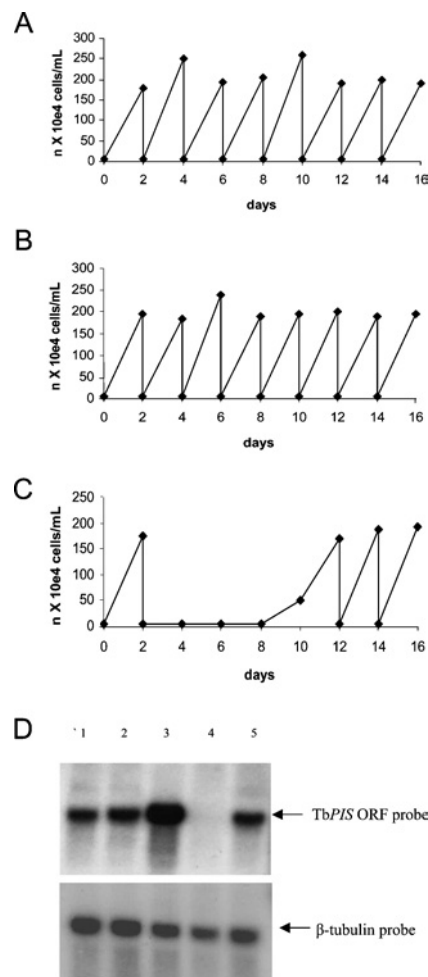 A
n X 10e4 cells/mL
300
250
200
150
100
50
0
0 2 4 6 8 10 12 14 16
days
B
n X 10e4 cells/mL
300
250
200
150
100
50
0
0 2 4 6 8 10 12 14 16
days
C
n X 10e4 cells/mL
300
250
200
150
100
50
0
0 2 4 6 8 10 12 14 16
days
D
` 1 2 3 4 5
TbPIS ORF probe
β-tubulin probe